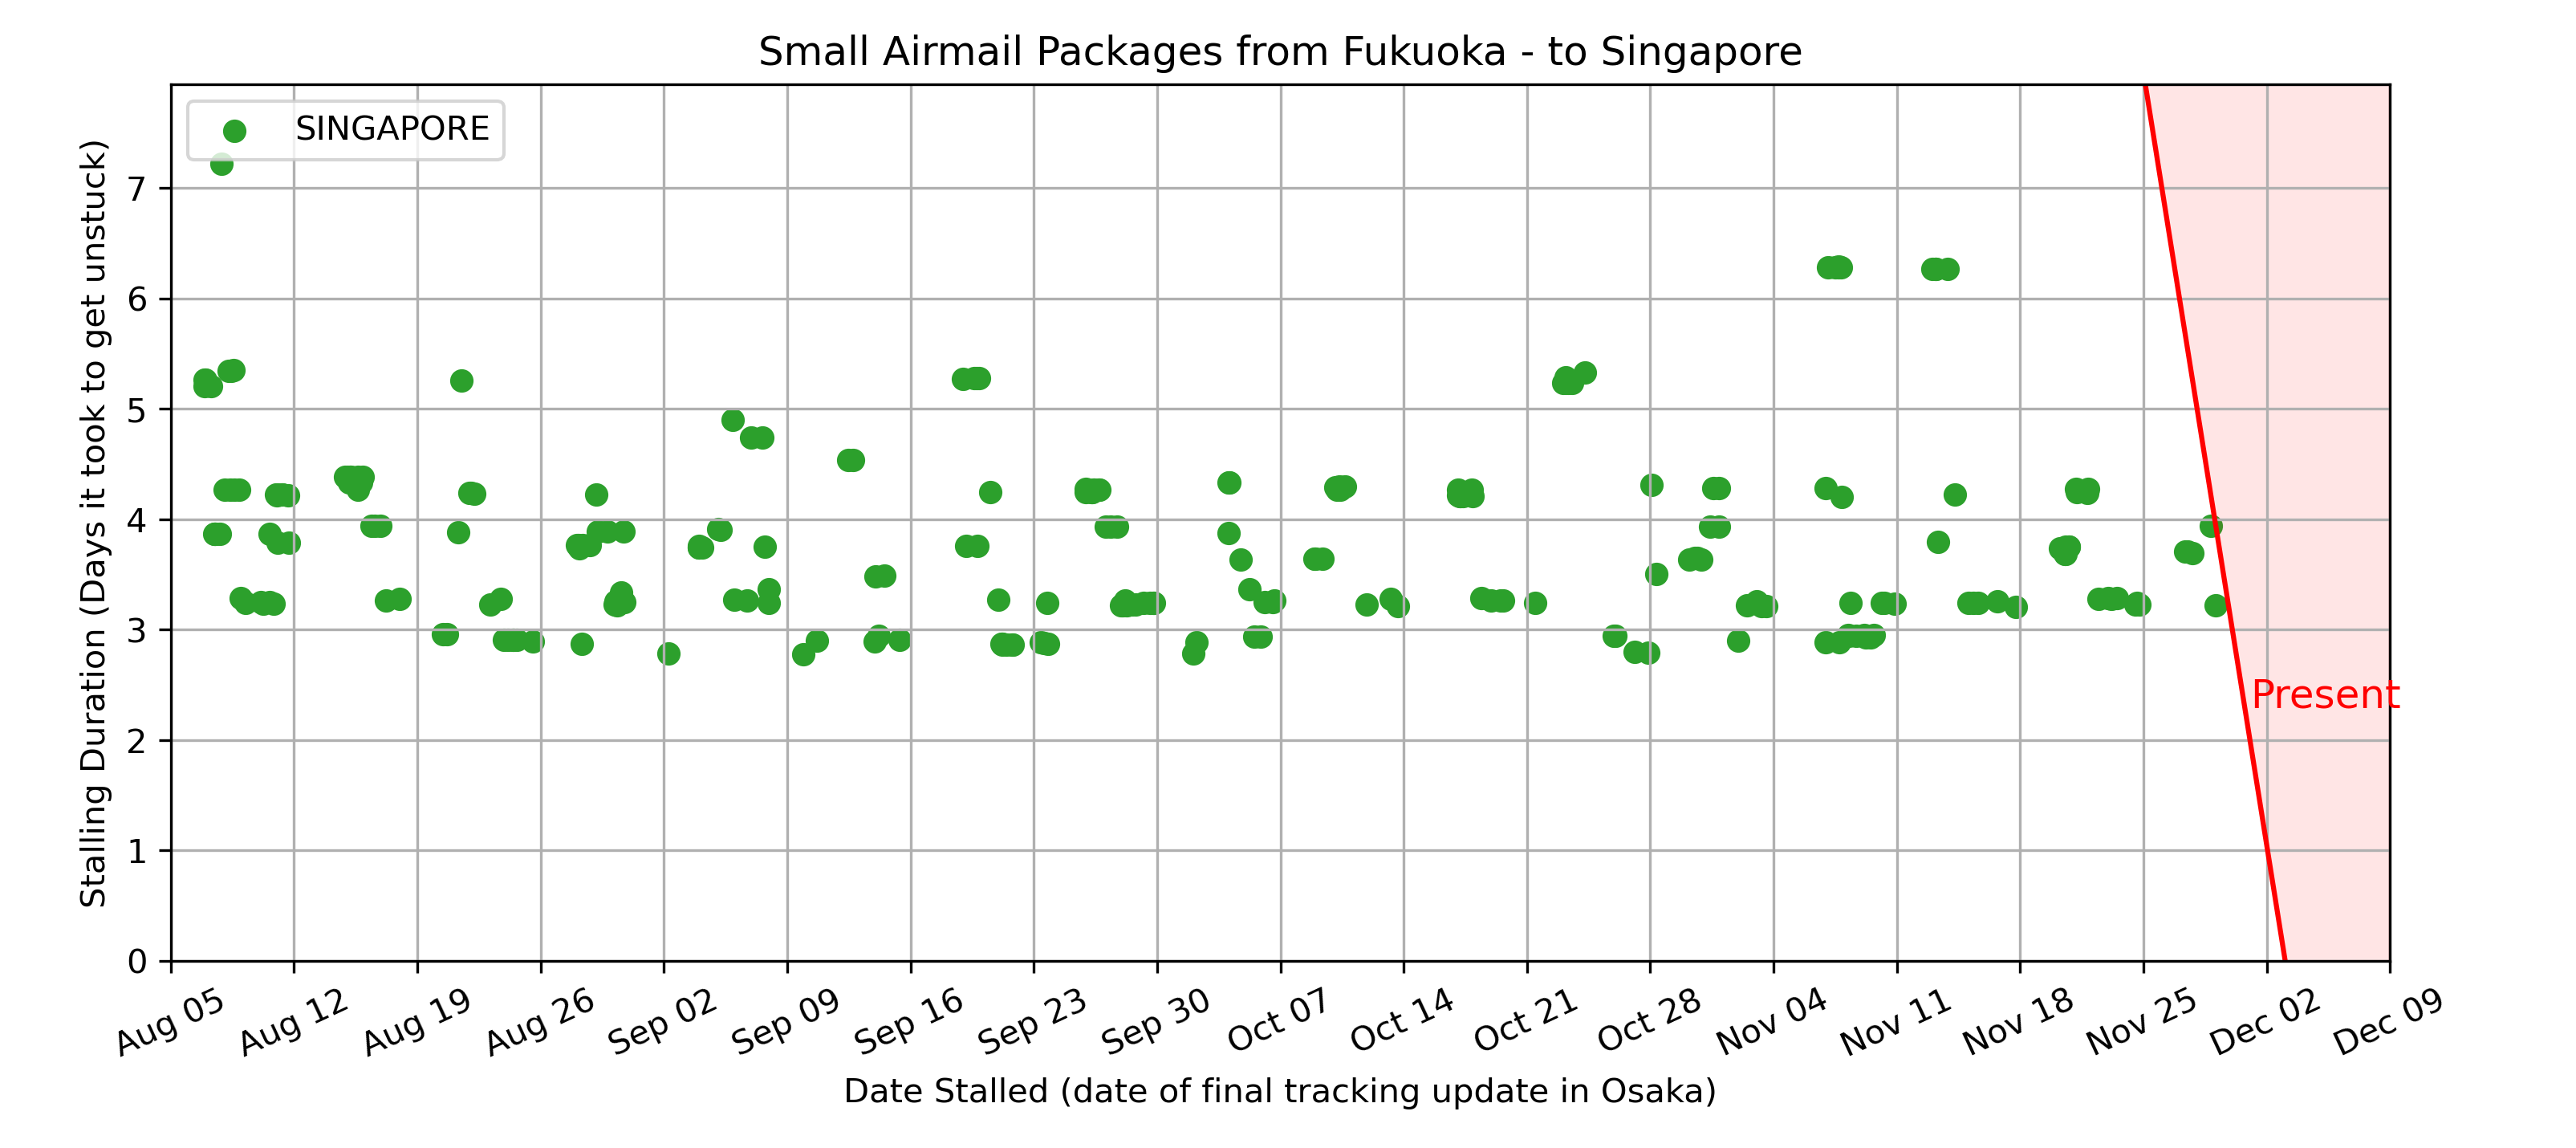 Small Airmail Packages from Fukuoka - to Singapore
SINGAPORE
Stalling Duration (Days it took to get unstuck)
7
6
5
4
3
2
1
0
Present
Aug 05
Aug 12
Aug 19
Aug 26
Sep 02
Sep 09
Sep 16
Sep 23
Sep 30
Oct 07
Oct 14
Oct 21
Oct 28
Nov 04
Nov 11
Nov 18
Nov 25
Dec 02
Dec 09
Date Stalled (date of final tracking update in Osaka)